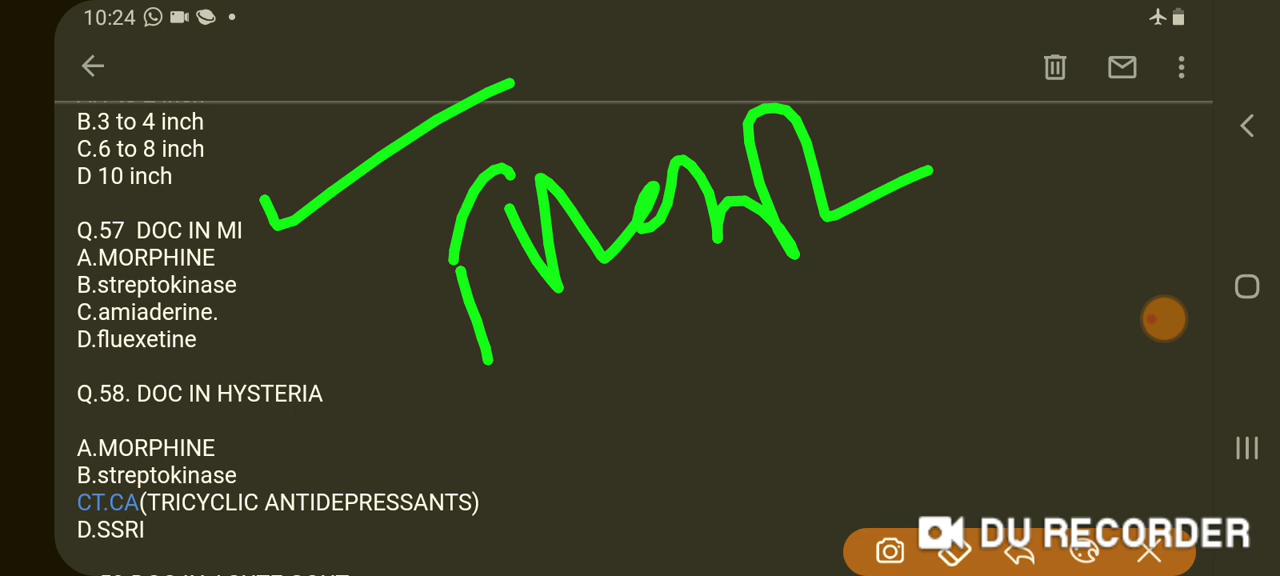 10:24
B.3 to 4 inch
C.6 to 8 inch
D 10 inch
Q.57 DOC IN MI
A.MORPHINE
B.streptokinase
C.amiaderine.
D.fluexetine
Q.58. DOC IN HYSTERIA
A.MORPHINE
B.streptokinase
CT.CA(TRICYCLIC ANTIDEPRESSANTS)
D.SSRI
DU RECORDER